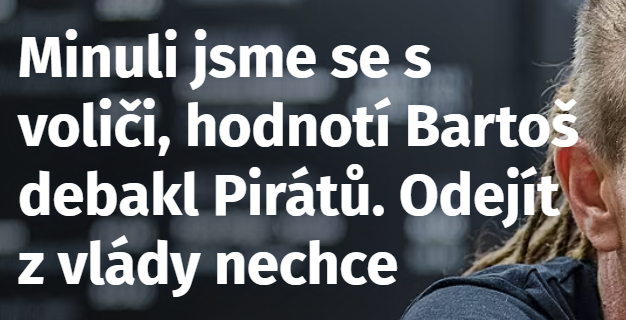 Minuli jsme se s
voliči, hodnotí Bartoš
debakl Pirátů. Odejít
z vlády nechce